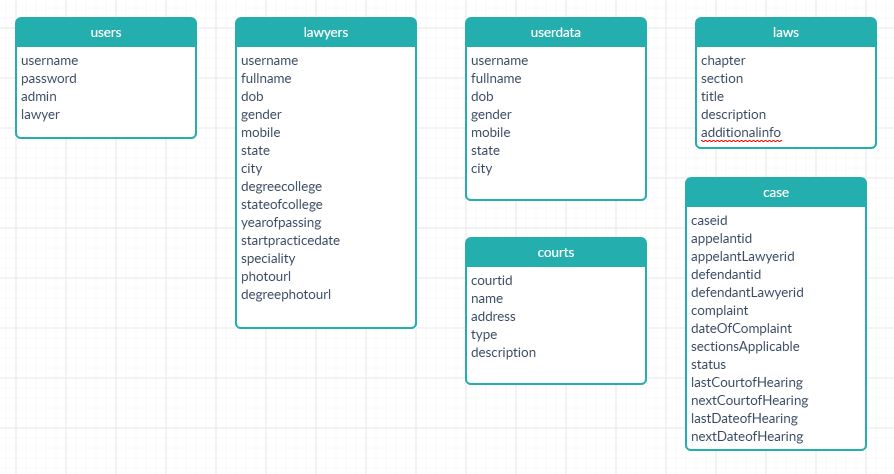 users
username
password
admin
lawyer
lawyers
username
fullname
dob
gender
mobile
state
city
degreecollege
stateofcollege
yearofpassing
startpracticedate
speciality
photourl
degreephotourl
userdata
username
fullname
dob
gender
mobile
state
city
courts
courtid
name
address
type
description
laws
chapter
section
title
description
additionalinfo
case
caseid
appelantid
appelantLawyerid
defendantid
defendantLawyerid
complaint
dateOfComplaint
sectionsApplicable
status
lastCourtofHearing
nextCourtofHearing
lastDateofHearing
nextDateofHearing